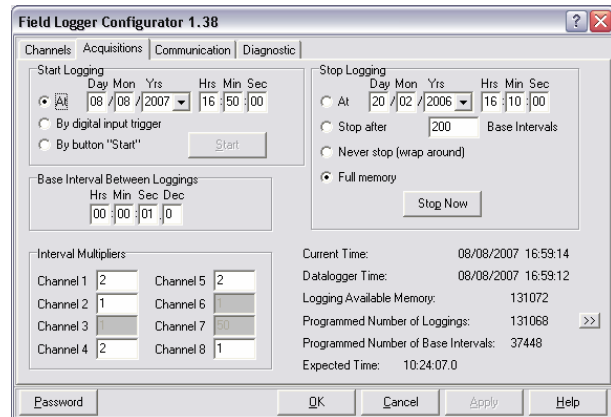 Field Logger Configurator 1.38
Channels Acquisitions Communication Diagnostic
Start Logging
Day Mon Yrs Hrs Min Sec
At 08 / 08 / 2007 16 : 50 : 00
By digital input trigger
By button "Start" Start
Stop Logging
Day Mon Yrs Hrs Min Sec
At 20 / 02 / 2006 16 : 10 : 00
Stop after 200 Base Intervals
Never stop (wrap around)
Full memory
Stop Now
Base Interval Between Loggings
Hrs Min Sec Dec
00 : 00 : 01 . 0
Interval Multipliers
Channel 1 2 Channel 5 2
Channel 2 1 Channel 6 1
Channel 3 1 Channel 7 50
Channel 4 2 Channel 8 1
Current Time: 08/08/2007 16:59:14
Datalogger Time: 08/08/2007 16:59:12
Logging Available Memory: 131072
Programmed Number of Loggings: 131068 >>
Programmed Number of Base Intervals: 37448
Expected Time: 10:24:07.0
Password OK Cancel Apply Help